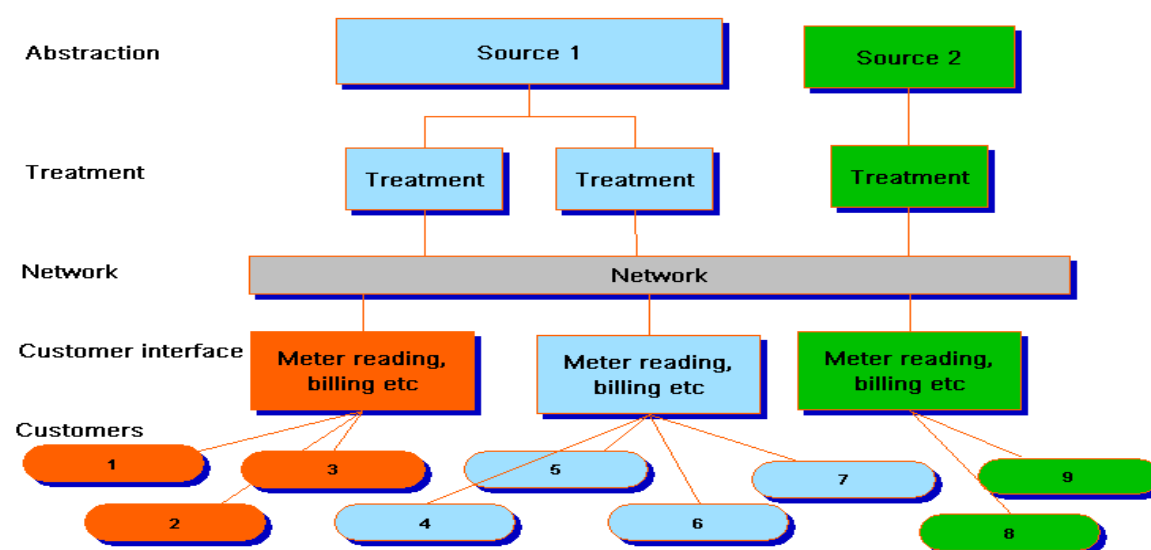 Abstraction
Source 1
Source 2
Treatment
Treatment
Treatment
Treatment
Network
Network
Customer interface
Meter reading,
billing etc
Meter reading,
billing etc
Meter reading,
billing etc
Customers
1
3
5
7
9
2
4
6
8